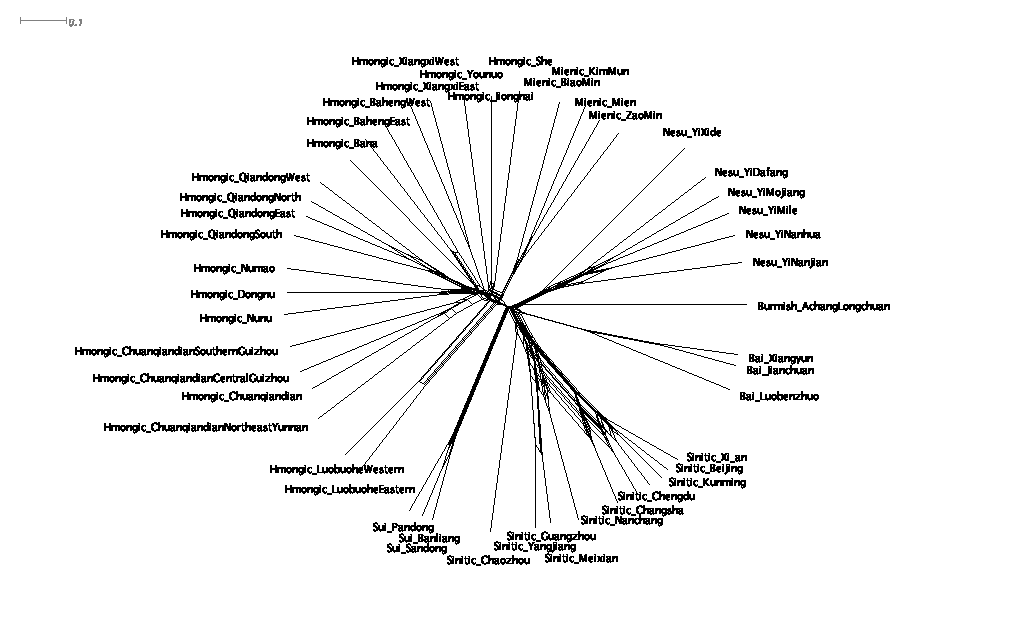 0.1
Hmongic_XiangxiWest
Hmongic_She
Hmongic_Younuo
Mienic_KimMun
Hmongic_XiangxiEast
Mienic_BiaoMin
Hmongic_Jionghai
Hmongic_BahengWest
Mienic_Mien
Hmongic_BahengEast
Mienic_ZaoMin
Nesu_YiXide
Hmongic_Bana
Hmongic_QiandongWest
Nesu_YiDafang
Hmongic_QiandongNorth
Nesu_YiMojiang
Hmongic_QiandongEast
Nesu_YiMile
Hmongic_QiandongSouth
Nesu_YiNanhua
Nesu_YiNanjian
Hmongic_Numao
Hmongic_Dongnu
Burmish_AchangLongchuan
Hmongic_Nunu
Hmongic_ChuanqiandianSouthernGuizhou
Bai_Xiangyun
Bai_Jianchuan
Hmongic_ChuanqiandianCentralGuizhou
Hmongic_Chuanqiandian
Bai_Luobenzhuo
Hmongic_ChuanqiandianNortheastYunnan
Sinitic_Xi_an
Hmongic_LuobuoheWestern
Sinitic_Beijing
Sinitic_Kunming
Hmongic_LuobuoheEastern
Sinitic_Chengdu
Sinitic_Changsha
Sinitic_Nanchang
Sui_Pandong
Sui_Banliang
Sinitic_Guangzhou
Sui_Sandong
Sinitic_Yangjiang
Sinitic_Chaozhou
Sinitic_Meixian